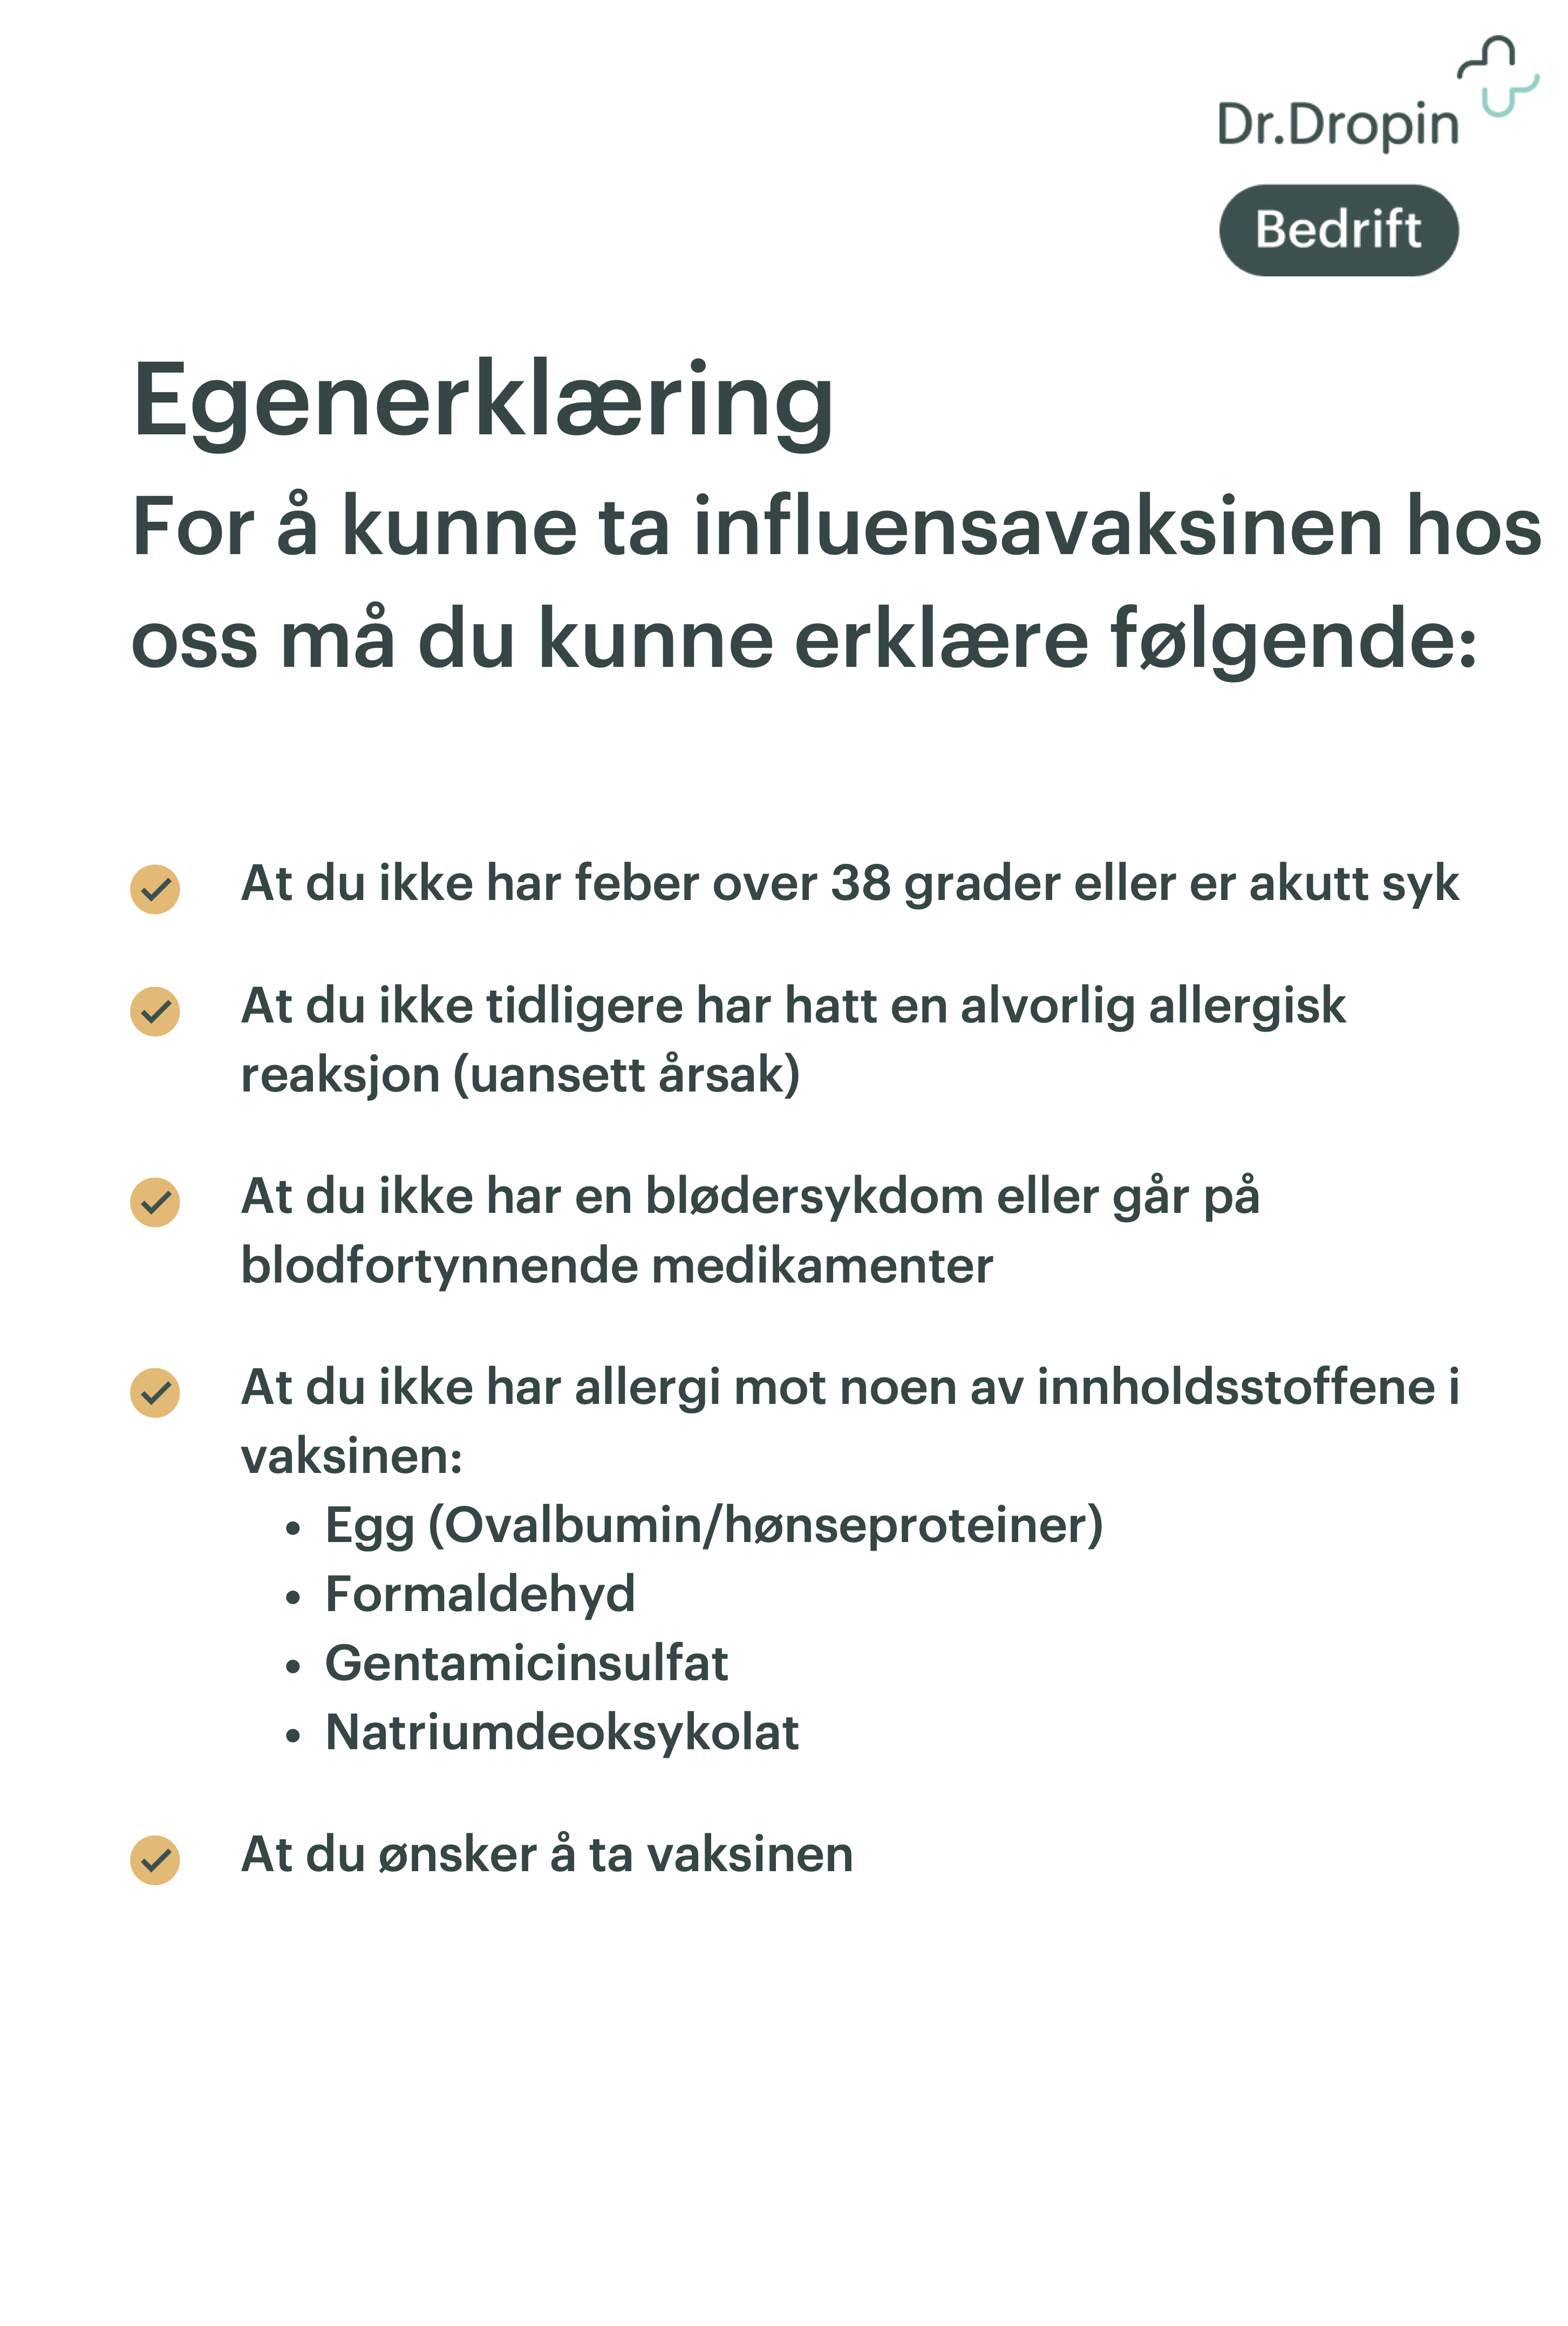 Dr.Dropin
Bedrift
Egenerklæring
For å kunne ta influensavaksinen hos
oss må du kunne erklære følgende:
At du ikke har feber over 38 grader eller er akutt syk
At du ikke tidligere har hatt en alvorlig allergisk
reaksjon (uansett årsak)
At du ikke har en blødersykdom eller går på
blodfortynnende medikamenter
At du ikke har allergi mot noen av innholdsstoffene i
vaksinen:
• Egg (Ovalbumin/hønseproteiner)
• Formaldehyd
• Gentamicinsulfat
• Natriumdeoksykolat
At du ønsker å ta vaksinen